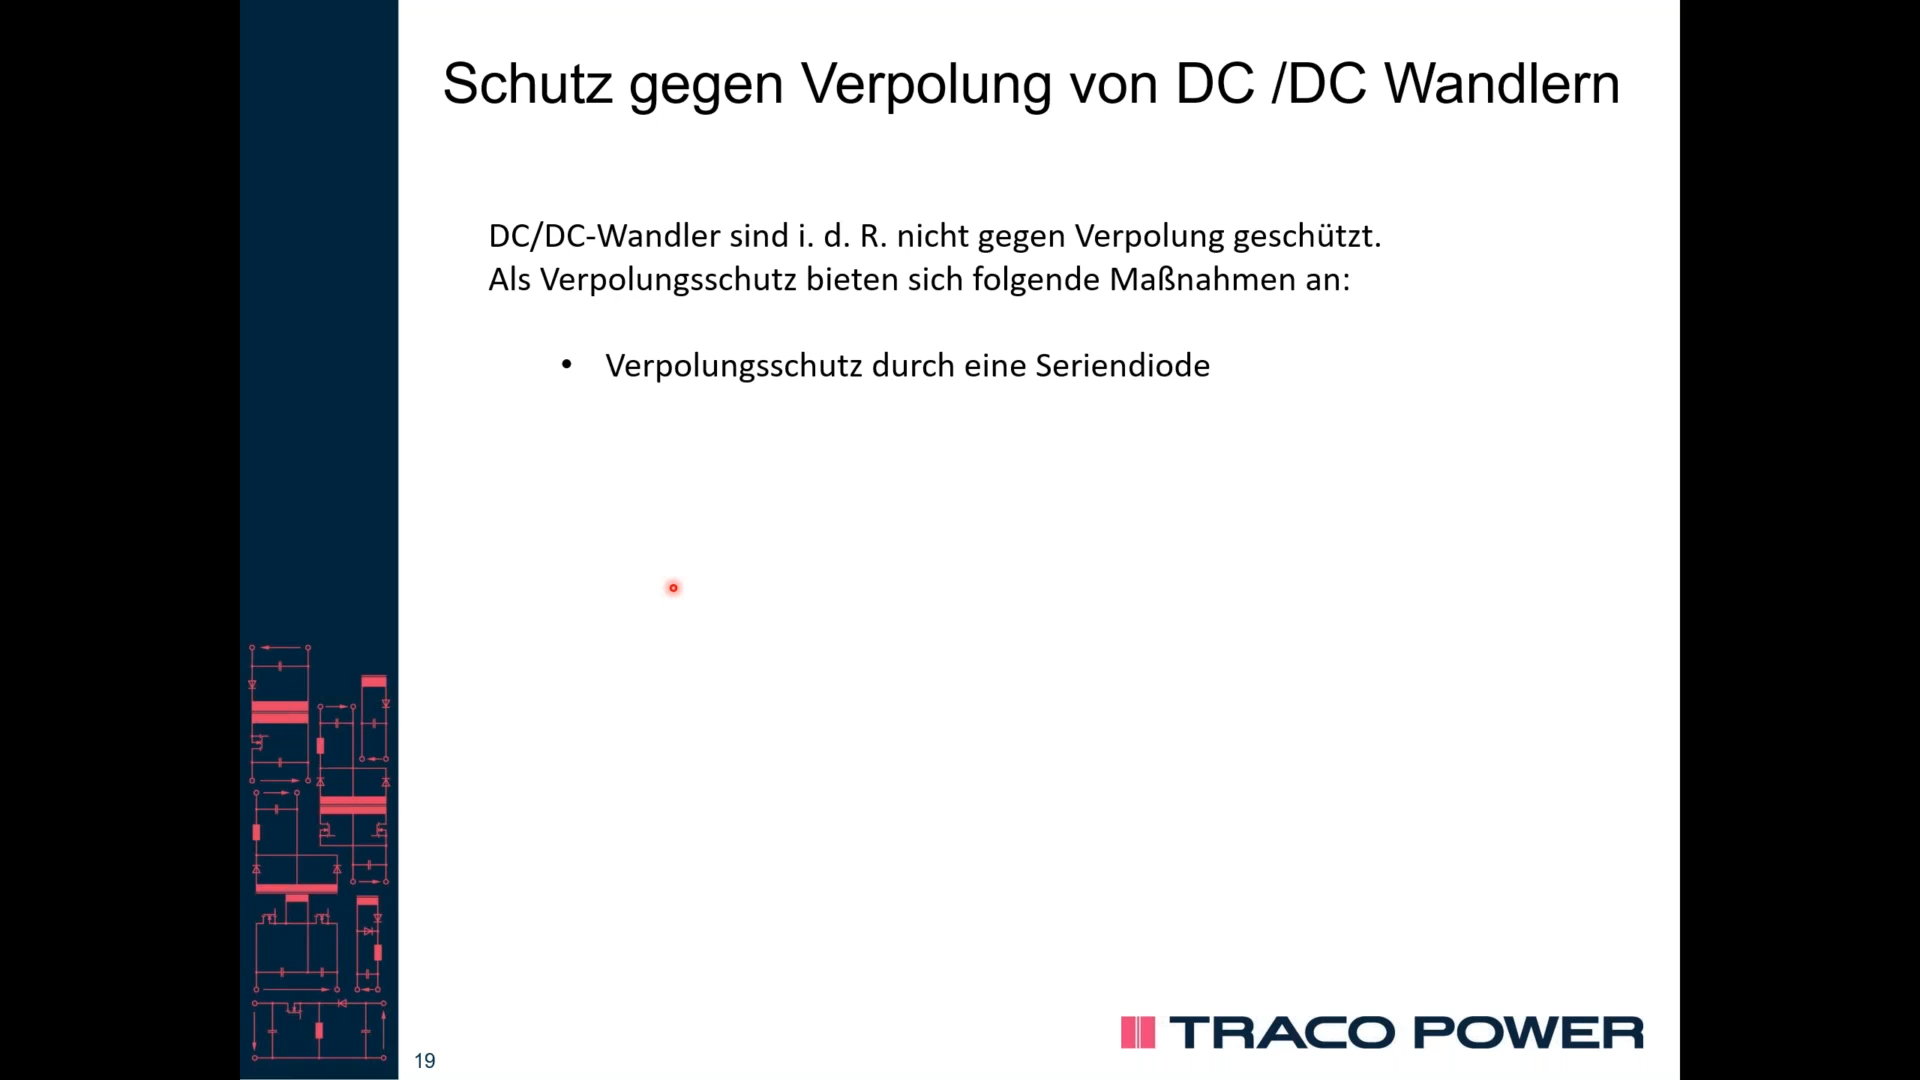 Schutz gegen Verpolung von DC /DC Wandlern
DC/DC-Wandler sind i. d. R. nicht gegen Verpolung geschützt.
Als Verpolungsschutz bieten sich folgende Maßnahmen an:
• Verpolungsschutz durch eine Seriendiode
TRACO POWER
19